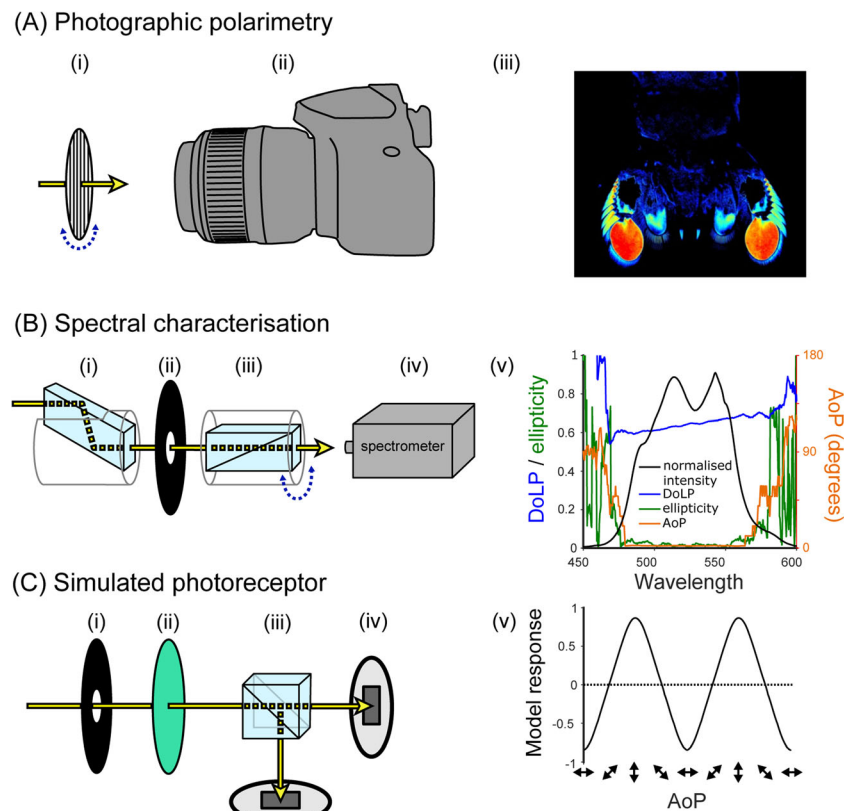 (A) Photographic polarimetry
(i) (ii) (iii)
(B) Spectral characterisation
(i) (ii) (iii) (iv) (v)
spectrometer
DoLP / ellipticity
1
0.8
0.6
0.4
0.2
0
180
90
0
AoP (degrees)
normalised
intensity
DoLP
ellipticity
AoP
450 500 550 600
Wavelength
(C) Simulated photoreceptor
(i) (ii) (iii) (iv) (v)
Model response
1
0.5
0
-0.5
-1
AoP